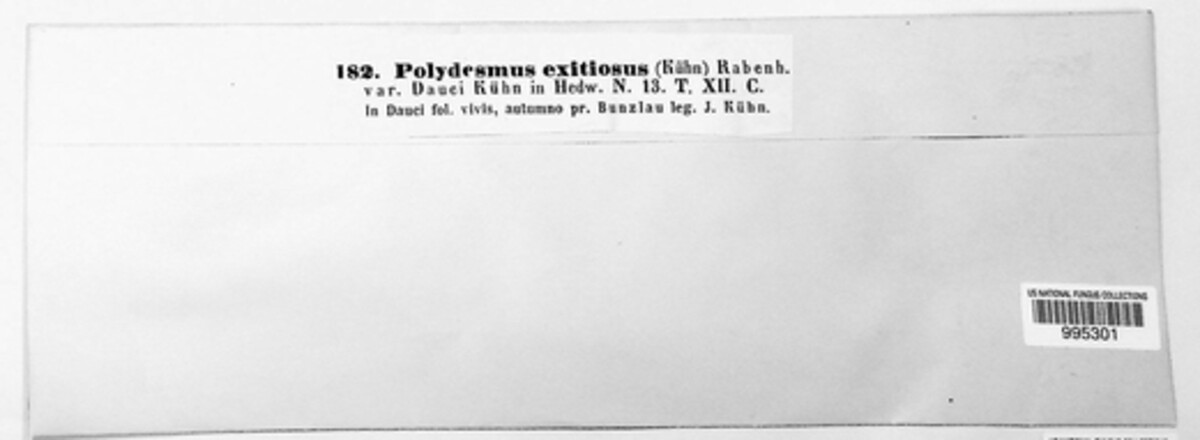 182. Polydesmus exitiosus (Kühn) Rabenh.
var. Dauci Kühn in Hedw. N. 13. T. XII. C.
In Dauci fol. vivis, autumno pr. Bunzlau leg. J. Kühn.
US NATIONAL FUNGUS COLLECTIONS
995301